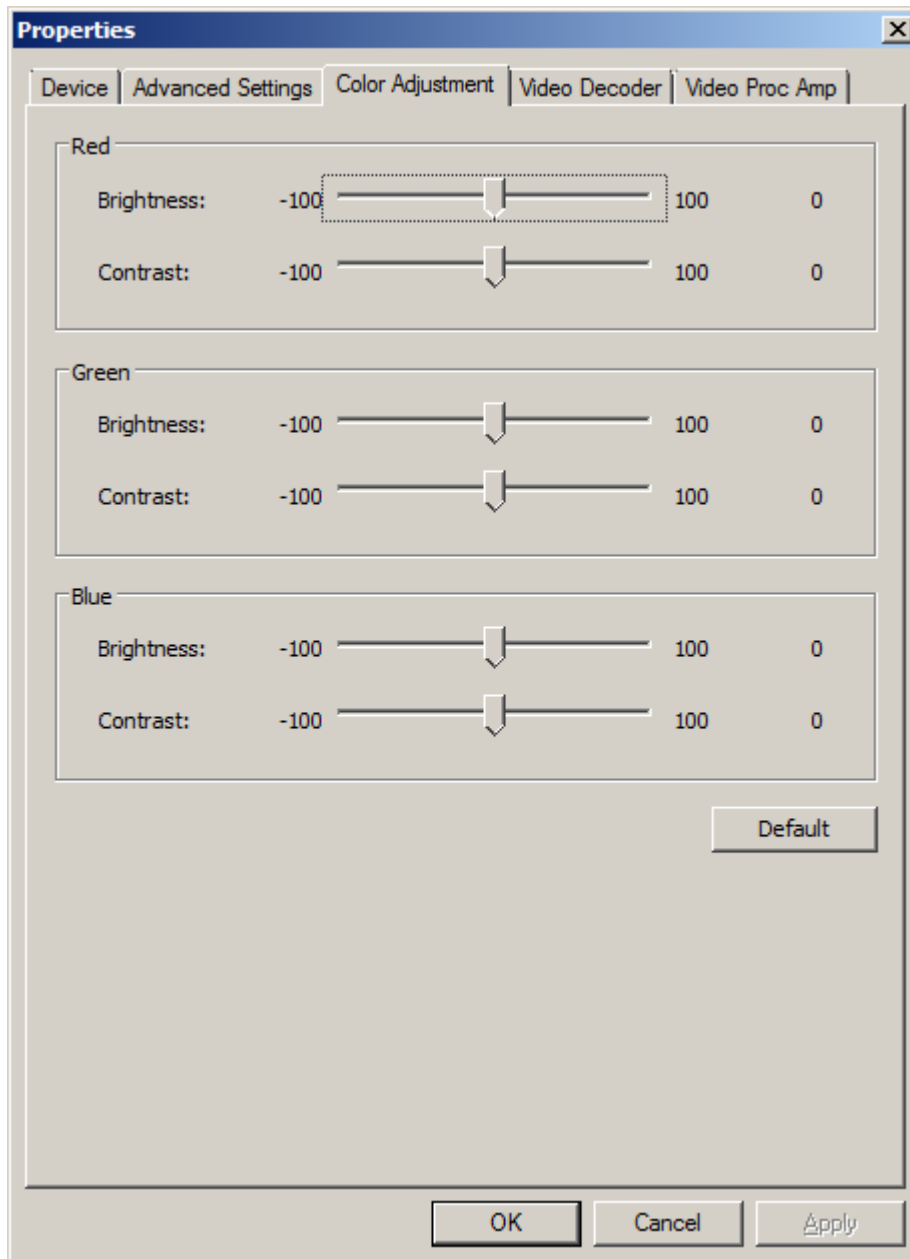 Properties
Device Advanced Settings Color Adjustment Video Decoder Video Proc Amp
Red
Brightness: -100 100 0
Contrast: -100 100 0
Green
Brightness: -100 100 0
Contrast: -100 100 0
Blue
Brightness: -100 100 0
Contrast: -100 100 0
Default
OK Cancel Apply